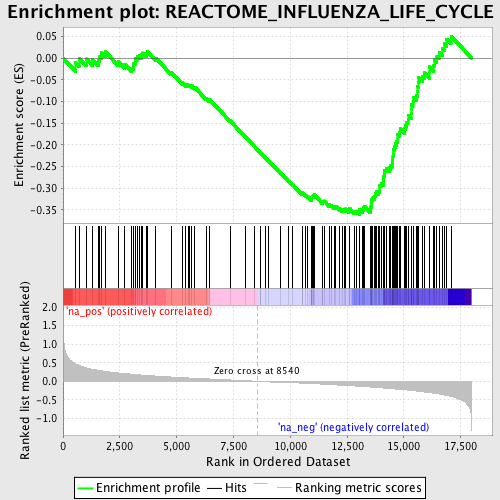 Enrichment plot: REACTOME_INFLUENZA_LIFE_CYCLE
Enrichment score (ES)
0.05
0.00
-0.05
-0.10
-0.15
-0.20
-0.25
-0.30
-0.35
'na_pos' (positively correlated)
Ranked list metric (PreRanked)
2.0
1.5
1.0
0.5
0.0
-0.5
-1.0
Zero cross at 8540
'na_neg' (negatively correlated)
0
2,500
5,000
7,500
10,000
12,500
15,000
17,500
Rank in Ordered Dataset
Enrichment profile
Hits
Ranking metric scores